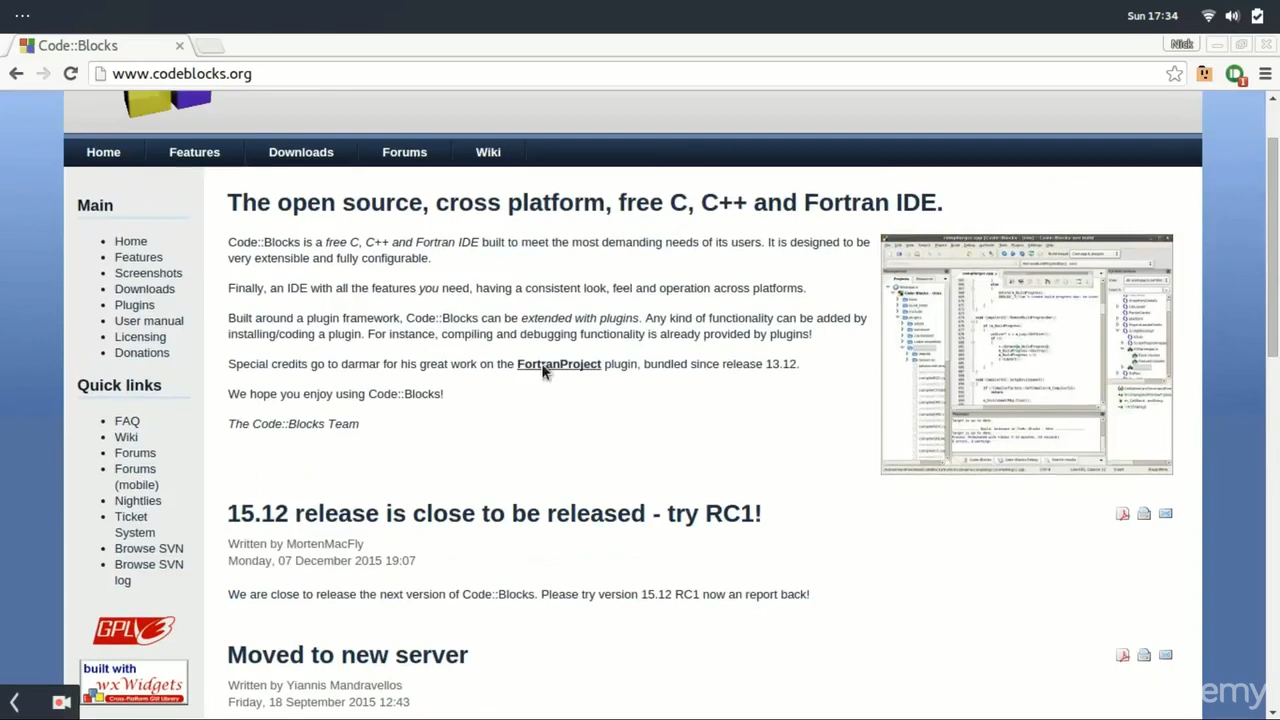 Sun 17:34
Code::Blocks
Nick
www.codeblocks.org
1
Home Features Downloads Forums Wiki
Main
Home
Features
Screenshots
Downloads
Plugins
User manual
Licensing
Donations
Quick links
FAQ
Wiki
Forums
Forums
(mobile)
Nightlies
Ticket
System
Browse SVN
Browse SVN
log
GPLv3
built with
wxWidgets
Cross-Platform GUI Library
The open source, cross platform, free C, C++ and Fortran IDE.
Code::Blocks is a free C, C++ and Fortran IDE built to meet the most demanding needs of its users. It is designed to be
very extensible and fully configurable.
Finally, an IDE with all the features you need, having a consistent look, feel and operation across platforms.
Built around a plugin framework, Code::Blocks can be extended with plugins. Any kind of functionality can be added by
installing/coding a plugin. For instance, compiling and debugging functionality is already provided by plugins!
Special credits go to darmar for his great work on the FortranProject plugin, bundled since release 13.12.
We hope you enjoy using Code::Blocks!
The Code::Blocks Team
15.12 release is close to be released - try RC1!
Written by MortenMacFly
Monday, 07 December 2015 19:07
We are close to release the next version of Code::Blocks. Please try version 15.12 RC1 now an report back!
Moved to new server
Written by Yiannis Mandravellos
Friday, 18 September 2015 12:43
emy